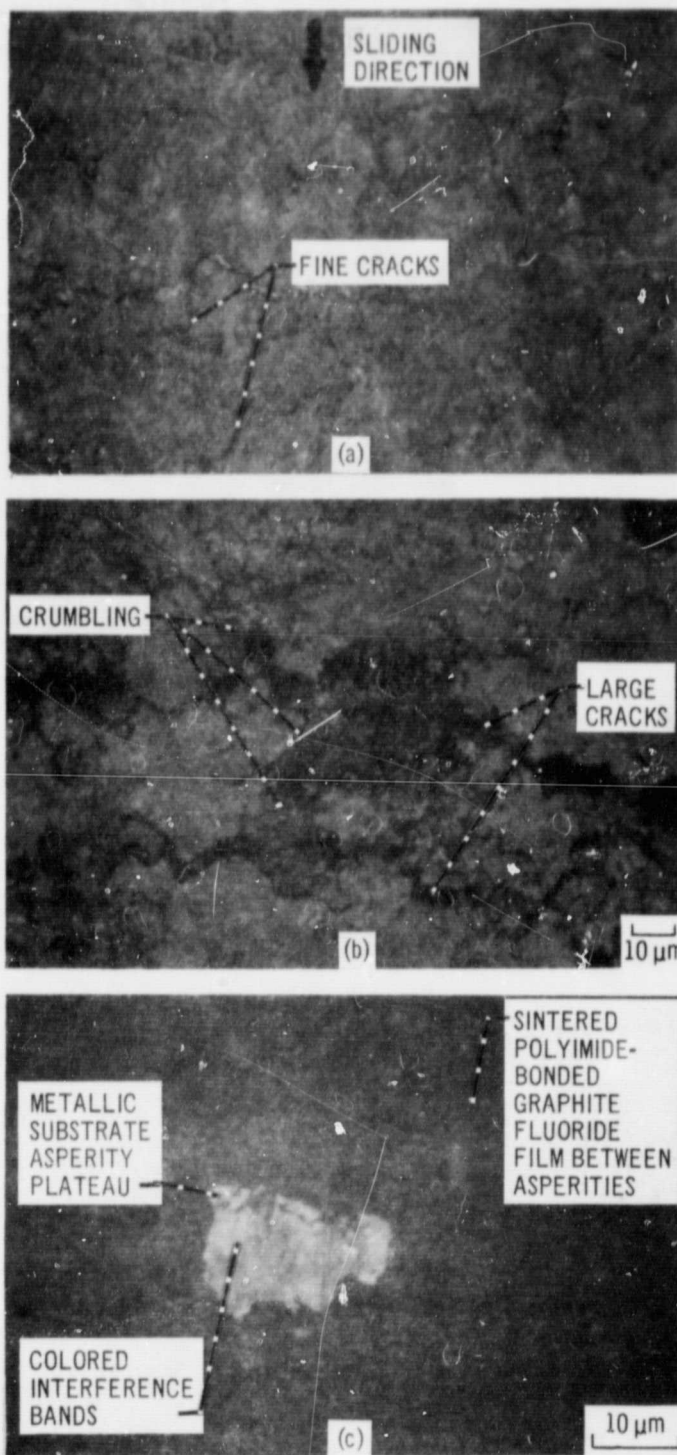 SLIDING
DIRECTION
FINE CRACKS
(a)
CRUMBLING
LARGE
CRACKS
10 μm
(b)
SINTERED
POLYIMIDE-
BONDED
GRAPHITE
FLUORIDE
FILM BETWEEN
ASPERITIES
METALLIC
SUBSTRATE
ASPERITY
PLATEAU
COLORED
INTERFERENCE
BANDS
10 μm
(c)